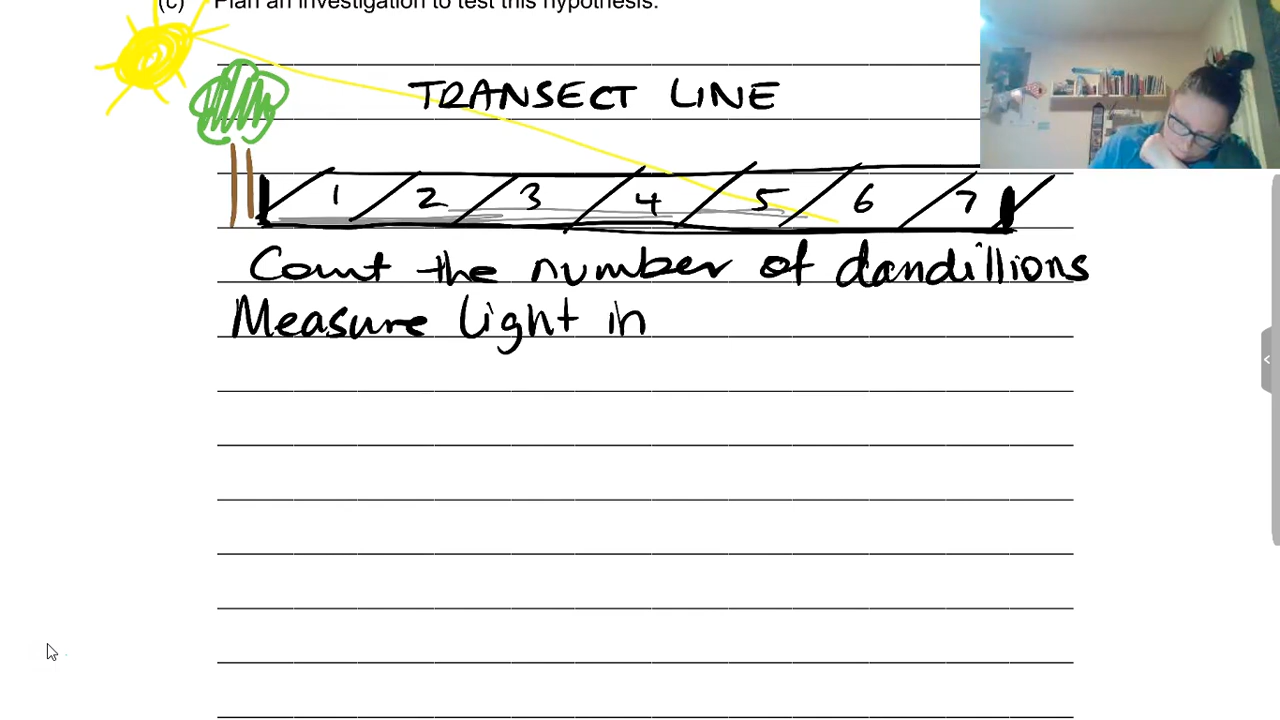 (c) Plan an investigation to test this hypothesis.
TRANSECT LINE
1 2 3 4 5 6 7
Count the number of dandillions
Measure light in